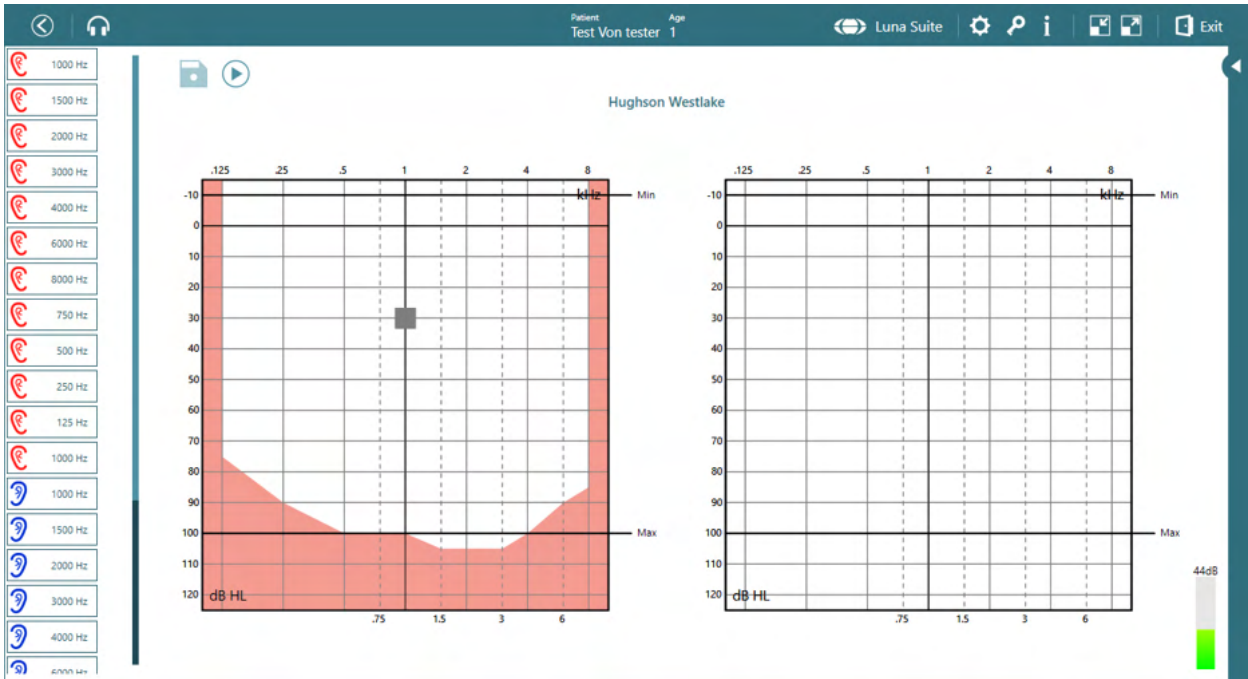 Patient Age
Test Von tester 1
Luna Suite
Exit
1000 Hz
1500 Hz
2000 Hz
3000 Hz
4000 Hz
6000 Hz
8000 Hz
750 Hz
500 Hz
250 Hz
125 Hz
1000 Hz
1000 Hz
1500 Hz
2000 Hz
3000 Hz
4000 Hz
6000 Hz
Hughson Westlake
.125 .25 .5 1 2 4 8
kHz
-10 Min
0
10
20
30
40
50
60
70
80
90
100 Max
110
120 dB HL
.75 1.5 3 6
.125 .25 .5 1 2 4 8
kHz
-10 Min
0
10
20
30
40
50
60
70
80
90
100 Max
110
120 dB HL
.75 1.5 3 6
44dB